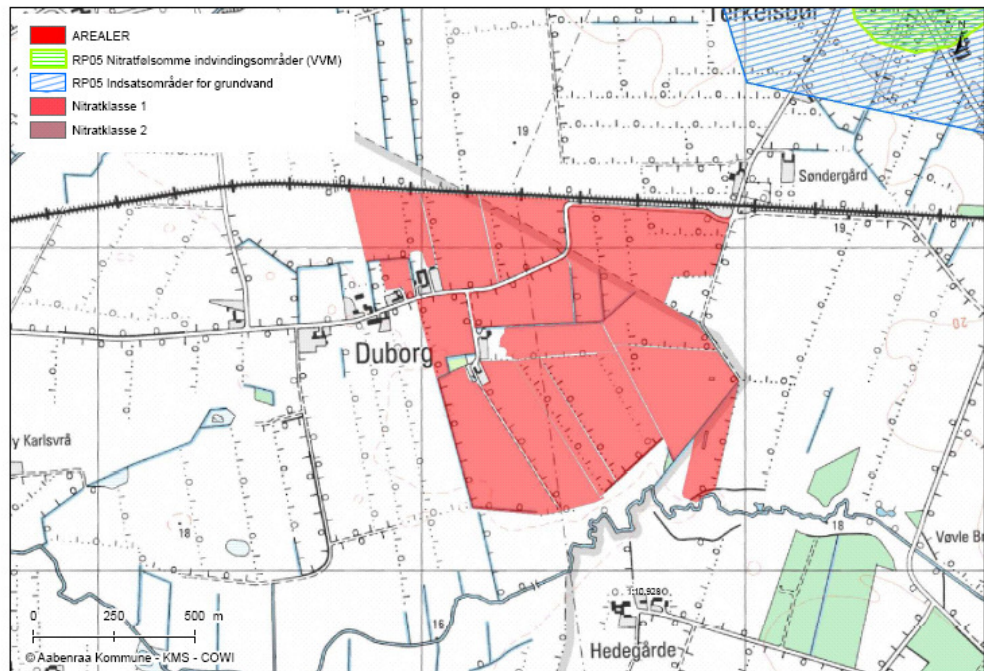 AREALER
RP05 Nitratfølsomme indvindingsområder (VVM)
RP05 Indsatsområder for grundvand
Nitratklasse 1
Nitratklasse 2
Terkelsbøl
N
19
Søndergård
19
20
Duborg
y Karlsvrå
18
18
Vøvle B
1:10,928
16
Hedegårde
0 250 500 m
© Aabenraa Kommune - KMS - COWI